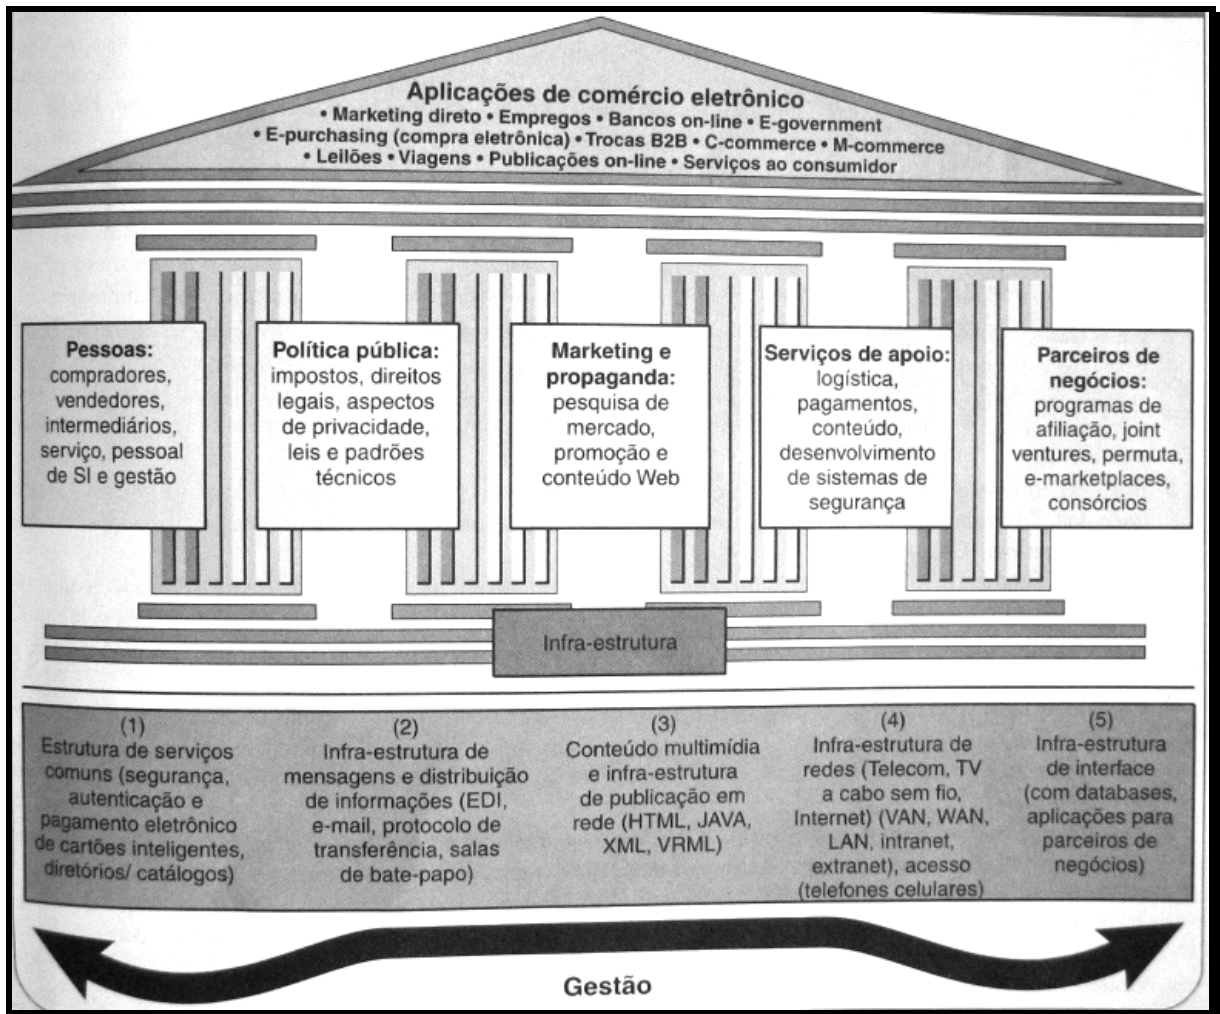 Aplicações de comércio eletrônico
• Marketing direto • Empregos • Bancos on-line • E-government
• E-purchasing (compra eletrônica) • Trocas B2B • C-commerce • M-commerce
• Leilões • Viagens • Publicações on-line • Serviços ao consumidor
Pessoas:
compradores,
vendedores,
intermediários,
serviço, pessoal
de SI e gestão
Política pública:
impostos, direitos
legais, aspectos
de privacidade,
leis e padrões
técnicos
Marketing e
propaganda:
pesquisa de
mercado,
promoção e
conteúdo Web
Serviços de apoio:
logística,
pagamentos,
conteúdo,
desenvolvimento
de sistemas de
segurança
Parceiros de
negócios:
programas de
afiliação, joint
ventures, permuta,
e-marketplaces,
consórcios
Infra-estrutura
(1)
Estrutura de serviços
comuns (segurança,
autenticação e
pagamento eletrônico
de cartões inteligentes,
diretórios/ catálogos)
(2)
Infra-estrutura de
mensagens e distribuição
de informações (EDI,
e-mail, protocolo de
transferência, salas
de bate-papo)
(3)
Conteúdo multimídia
e infra-estrutura
de publicação em
rede (HTML, JAVA,
XML, VRML)
(4)
Infra-estrutura de
redes (Telecom, TV
a cabo sem fio,
Internet) (VAN, WAN,
LAN, intranet,
extranet), acesso
(telefones celulares)
(5)
Infra-estrutura
de interface
(com databases,
aplicações para
parceiros de
negócios)
Gestão